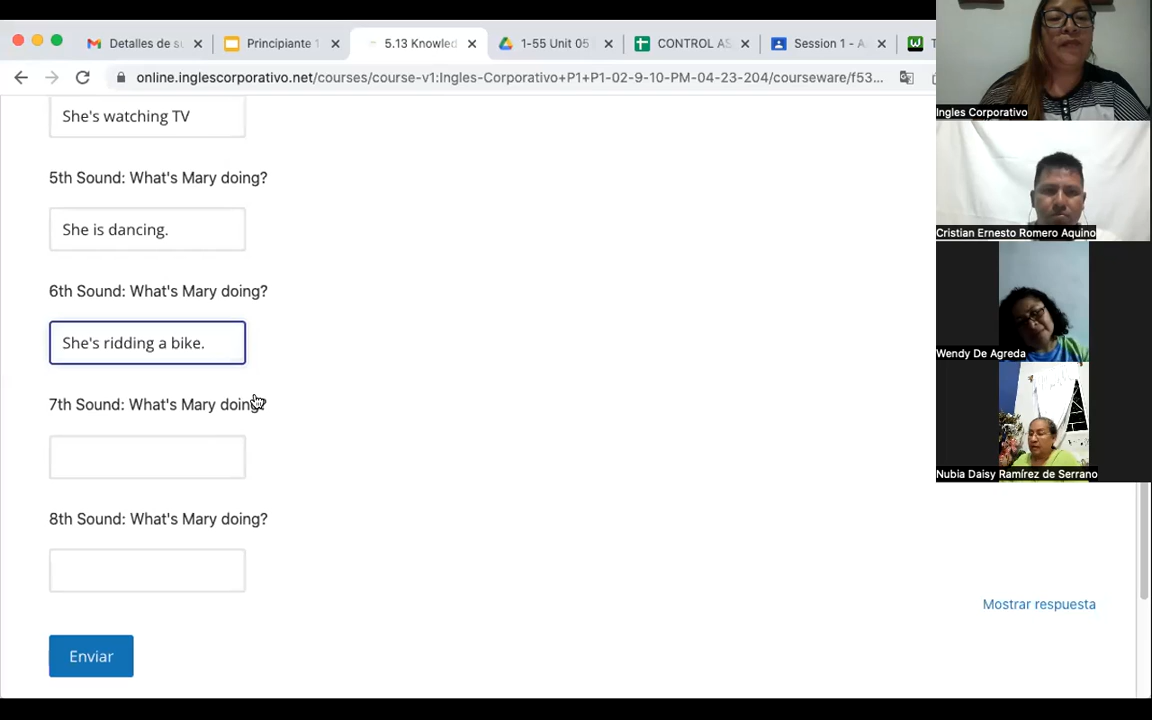 Detalles de su
Principiante 1
5.13 Knowled
1-55 Unit 05
CONTROL AS
Session 1 - A
online.inglescorporativo.net/courses/course-v1:Ingles-Corporativo+P1+P1-02-9-10-PM-04-23-204/courseware/f53...
She's watching TV
5th Sound: What's Mary doing?
She is dancing.
6th Sound: What's Mary doing?
She's ridding a bike.
7th Sound: What's Mary doing?
8th Sound: What's Mary doing?
Mostrar respuesta
Enviar
Ingles Corporativo
Cristian Ernesto Romero Aquino
Wendy De Agreda
Nubia Daisy Ramírez de Serrano